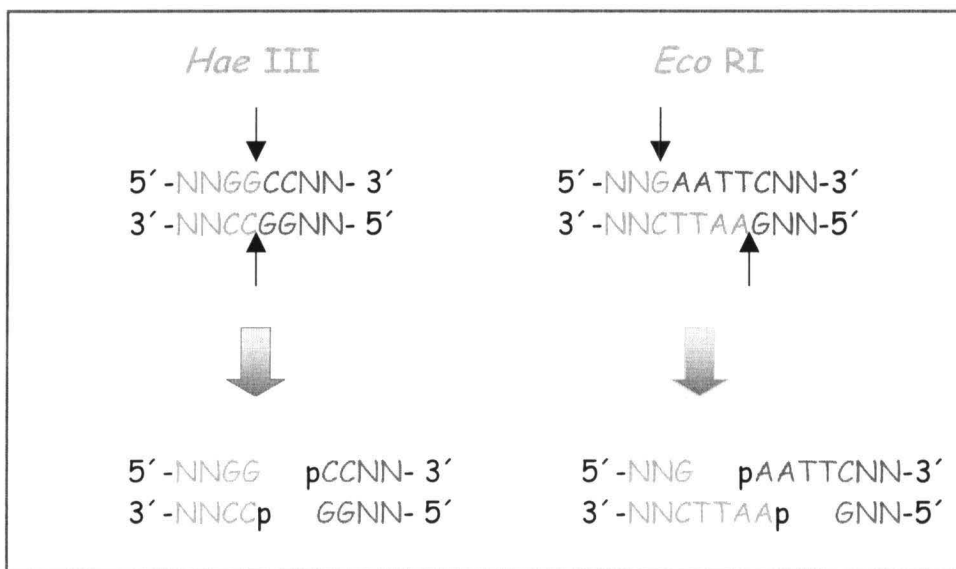 Hae III
5´-NNGGCCNN- 3´
3´-NNCCGGNN- 5´
5´-NNGG pCCNN- 3´
3´-NNCCp GGNN- 5´
Eco RI
5´-NNGAATTCNN-3´
3´-NNCTTAAGNN-5´
5´-NNG pAATTCNN-3´
3´-NNCTTAAp GNN-5´